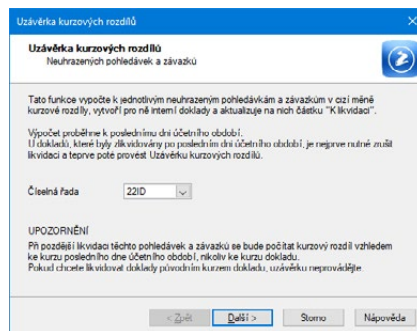 Uzávěrka kurzových rozdílů
Uzávěrka kurzových rozdílů
Neuhrazených pohledávek a závazků
Tato funkce vypočte k jednotlivým neuhrazeným pohledávkám a závazkům v cizí měně
kurzové rozdíly, vytvoří pro ně interní doklady a aktualizuje na nich částku "K likvidaci".
Výpočet proběhne k poslednímu dni účetního období.
U dokladů, které byly zlikvidovány po posledním dni účetního období, je nejprve nutné zrušit
likvidaci a teprve poté provést Uzávěrku kurzových rozdílů.
Číselná řada 22ID
UPOZORNĚNÍ
Při pozdější likvidaci těchto pohledávek a závazků se bude počítat kurzový rozdíl vzhledem
ke kurzu posledního dne účetního období, nikoliv ke kurzu dokladu.
Pokud chcete likvidovat doklady původním kurzem dokladu, uzávěrku neprovádějte.
< Zpět Další > Storno Nápověda